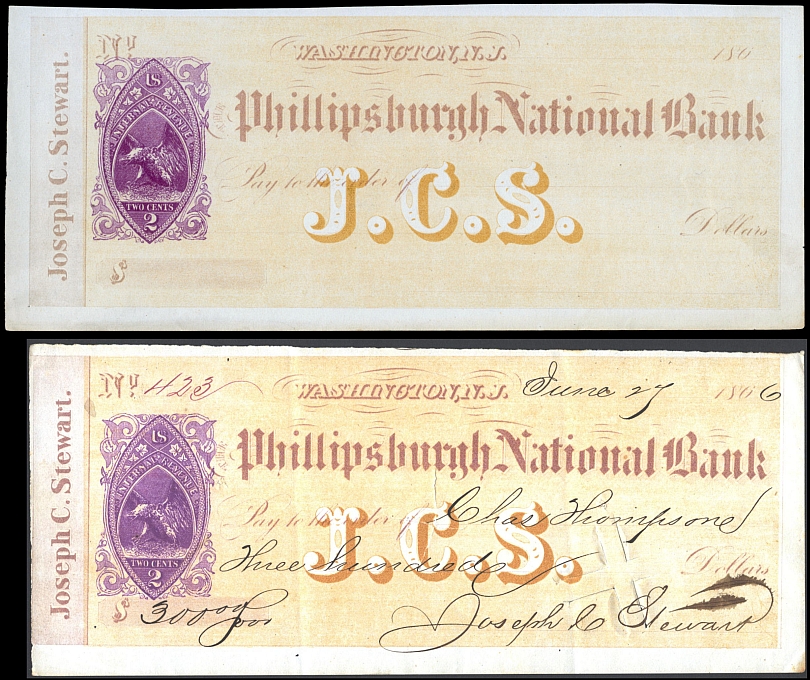 Joseph C. Stewart.
No.
WASHINGTON, N.J. 186
Phillipsburgh National Bank
Pay to the order of
J.C.S.
Dollars
$
US
INTERNAL REVENUE
TWO CENTS
2
Joseph C. Stewart.
No. 423
WASHINGTON, N.J. June 27 1866
Phillipsburgh National Bank
Pay to the order of Chas Thompson
J.C.S.
Three hundred Dollars
$ 300 00/100
Joseph C Stewart
US
INTERNAL REVENUE
TWO CENTS
2